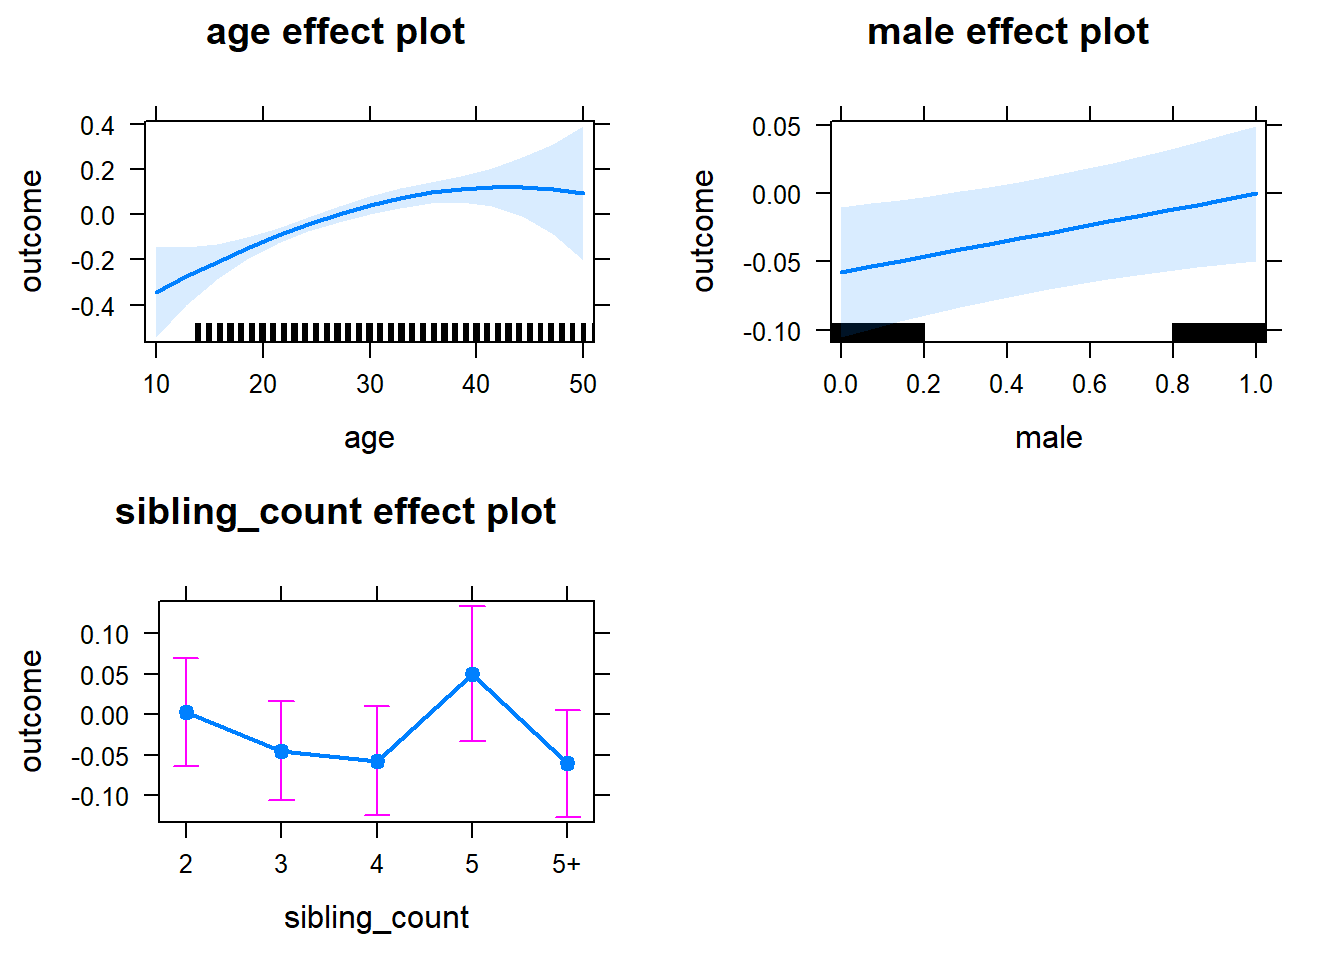 age effect plot
outcome
0.4
0.2
0.0
-0.2
-0.4
10 20 30 40 50
age
male effect plot
outcome
0.05
0.00
-0.05
-0.10
0.0 0.2 0.4 0.6 0.8 1.0
male
sibling_count effect plot
outcome
0.10
0.05
0.00
-0.05
-0.10
2 3 4 5 5+
sibling_count